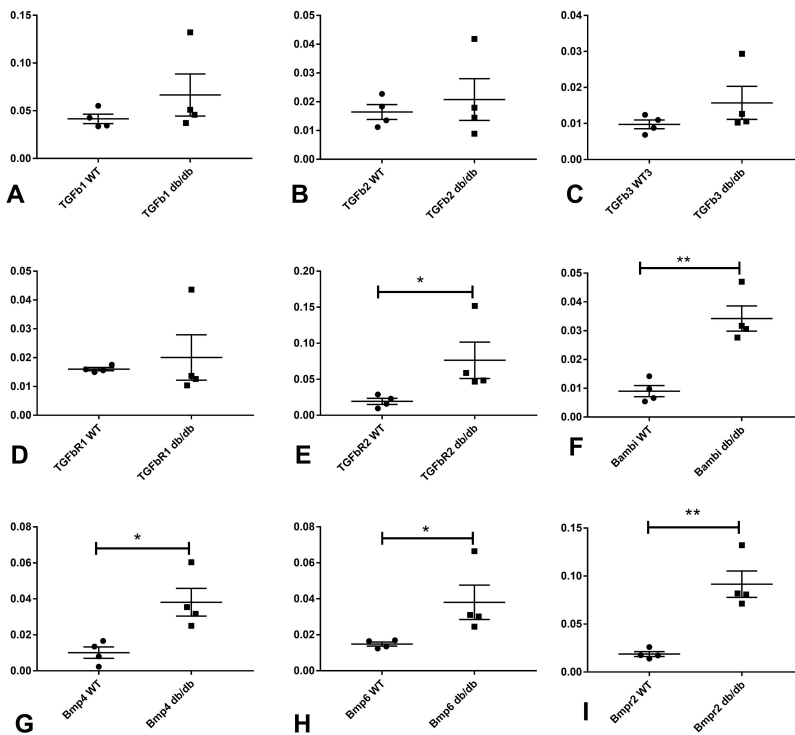 0.15
0.10
0.05
0.00
TGFb1 WT
TGFb1 db/db
A
0.05
0.04
0.03
0.02
0.01
0.00
TGFb2 WT
TGFb2 db/db
B
0.04
0.03
0.02
0.01
0.00
TGFb3 WT3
TGFb3 db/db
C
0.05
0.04
0.03
0.02
0.01
0.00
TGFbR1 WT
TGFbR1 db/db
D
0.20
0.15
0.10
0.05
0.00
*
TGFbR2 WT
TGFbR2 db/db
E
0.05
0.04
0.03
0.02
0.01
0.00
**
Bambi WT
Bambi db/db
F
0.08
0.06
0.04
0.02
0.00
*
Bmp4 WT
Bmp4 db/db
G
0.08
0.06
0.04
0.02
0.00
*
Bmp6 WT
Bmp6 db/db
H
0.15
0.10
0.05
0.00
**
Bmpr2 WT
Bmpr2 db/db
I